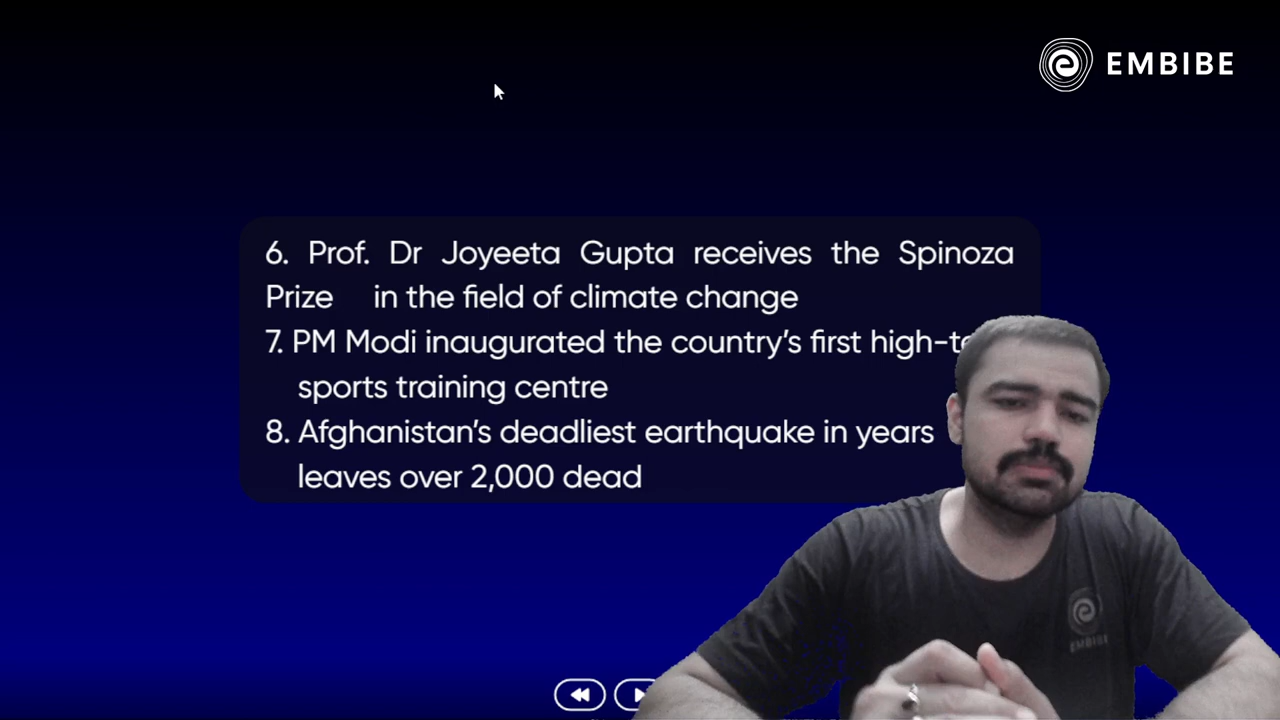 EMBIBE
6. Prof. Dr Joyeeta Gupta receives the Spinoza
Prize in the field of climate change
7. PM Modi inaugurated the country's first high-
sports training centre
8. Afghanistan's deadliest earthquake in years
leaves over 2,000 dead
EMBIBE